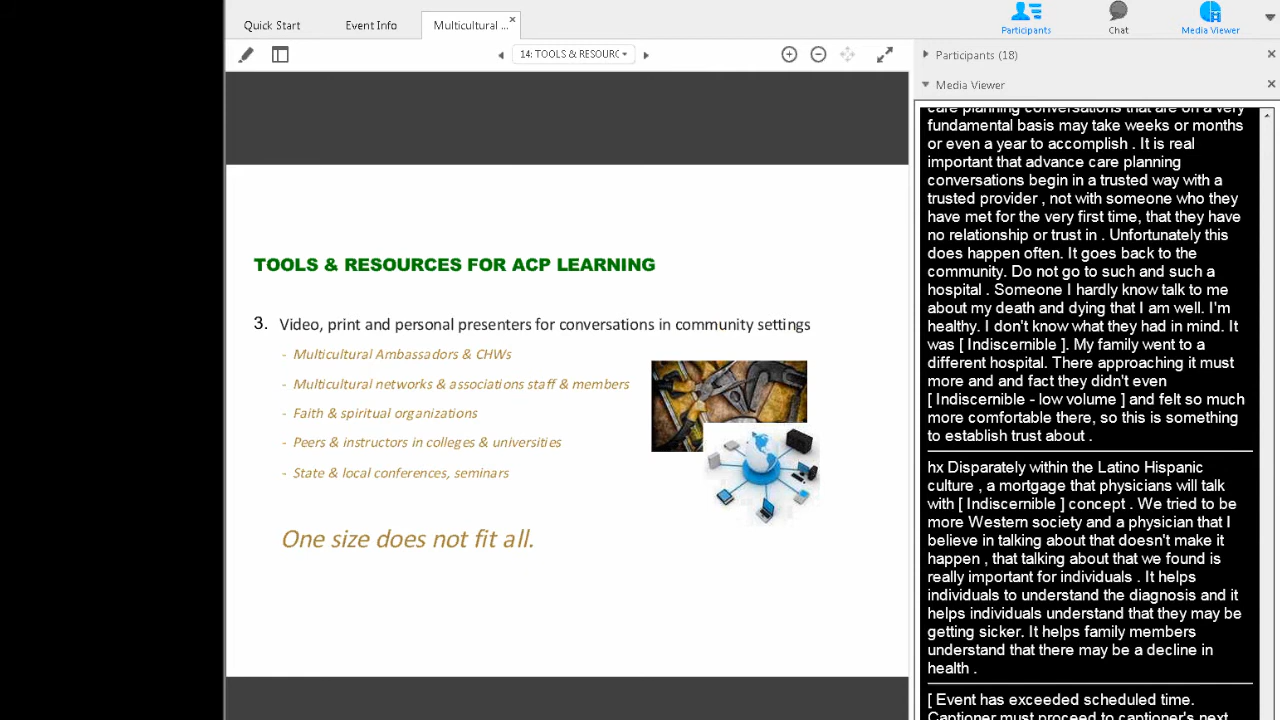 Quick Start
Event Info
Multicultural ...
Participants
Chat
Media Viewer
14: TOOLS & RESOURC
Participants (18)
Media Viewer
TOOLS & RESOURCES FOR ACP LEARNING
3. Video, print and personal presenters for conversations in community settings
- Multicultural Ambassadors & CHWs
- Multicultural networks & associations staff & members
- Faith & spiritual organizations
- Peers & instructors in colleges & universities
- State & local conferences, seminars
One size does not fit all.
care planning conversations that are on a very
fundamental basis may take weeks or months
or even a year to accomplish . It is real
important that advance care planning
conversations begin in a trusted way with a
trusted provider , not with someone who they
have met for the very first time, that they have
no relationship or trust in . Unfortunately this
does happen often. It goes back to the
community. Do not go to such and such a
hospital . Someone I hardly know talk to me
about my death and dying that I am well. I'm
healthy. I don't know what they had in mind. It
was [ Indiscernible ]. My family went to a
different hospital. There approaching it must
more and and fact they didn't even
[ Indiscernible - low volume ] and felt so much
more comfortable there, so this is something
to establish trust about .
hx Disparately within the Latino Hispanic
culture , a mortgage that physicians will talk
with [ Indiscernible ] concept . We tried to be
more Western society and a physician that I
believe in talking about that doesn't make it
happen , that talking about that we found is
really important for individuals . It helps
individuals to understand the diagnosis and it
helps individuals understand that they may be
getting sicker. It helps family members
understand that there may be a decline in
health .
[ Event has exceeded scheduled time.
Captioner must proceed to captioner's next